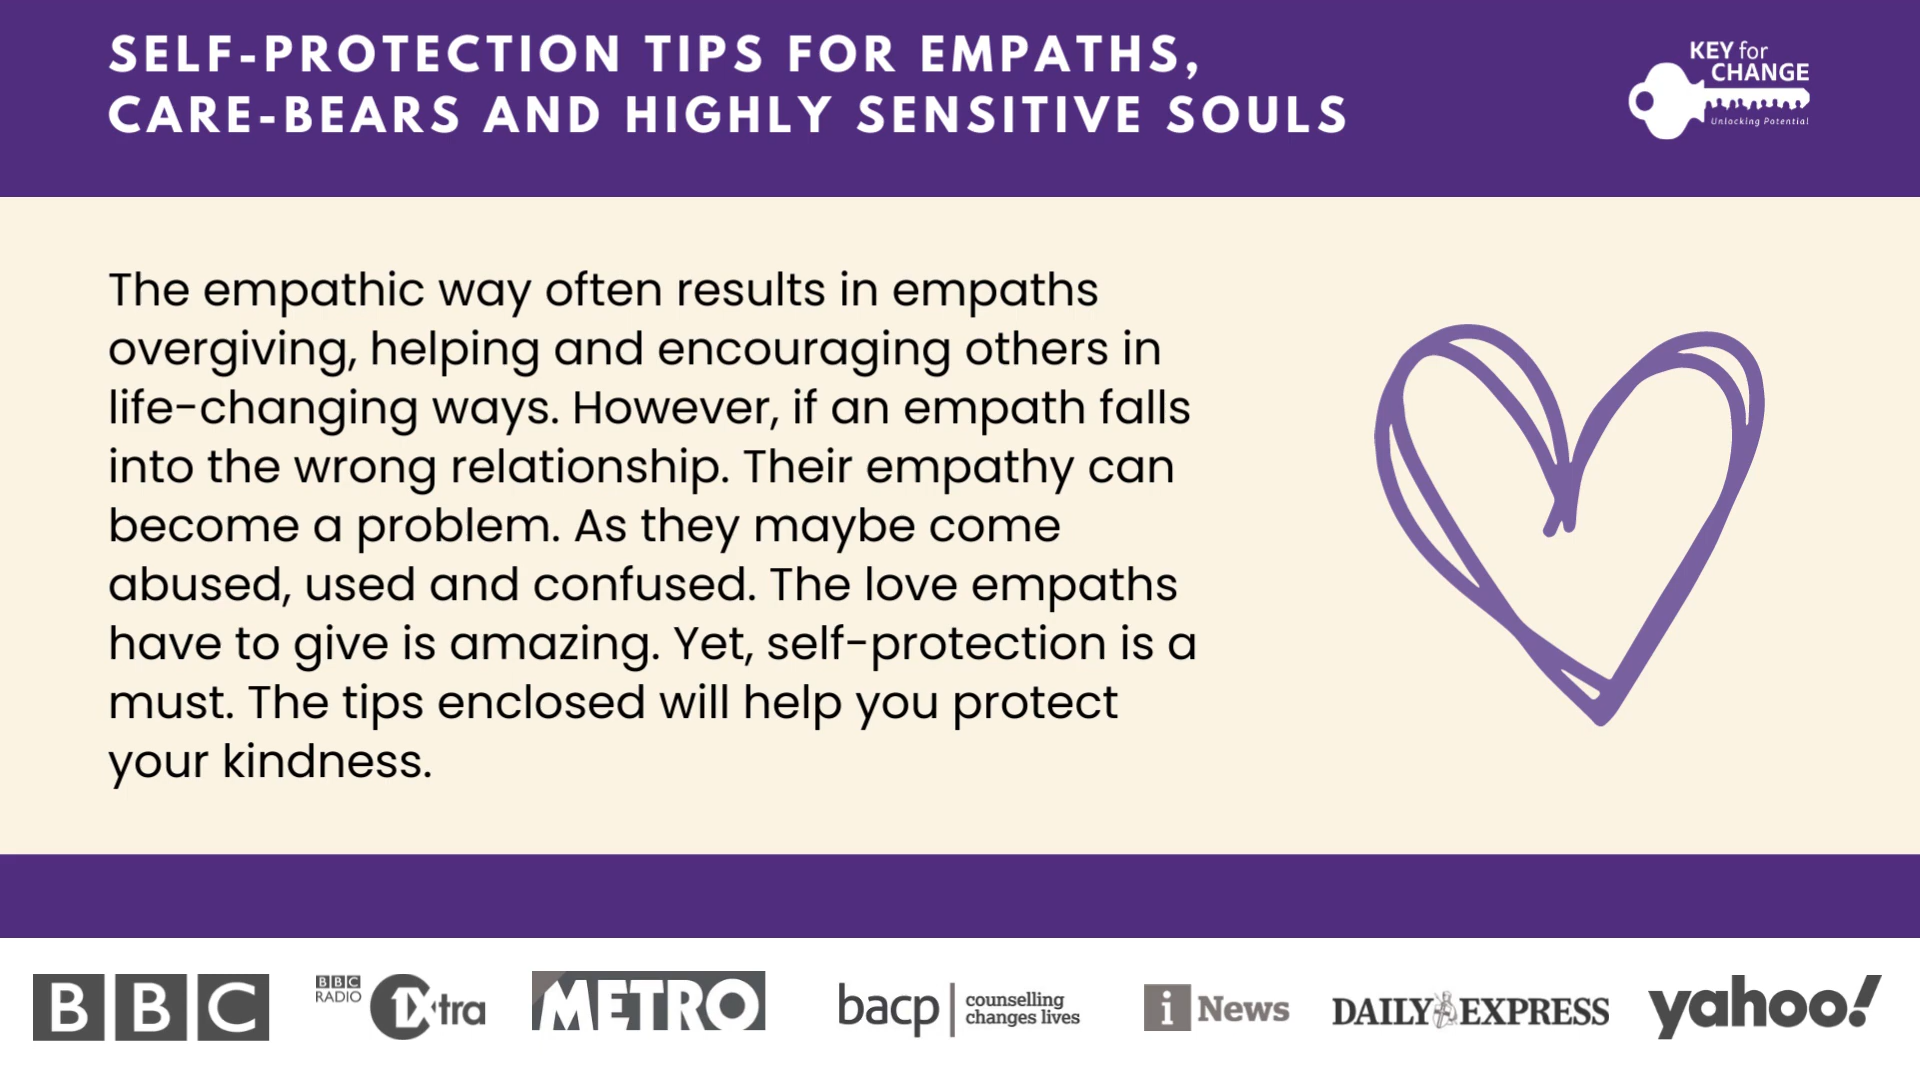 SELF-PROTECTION TIPS FOR EMPATHS,
CARE-BEARS AND HIGHLY SENSITIVE SOULS
KEY for
CHANGE
Unlocking Potential
The empathic way often results in empaths
overgiving, helping and encouraging others in
life-changing ways. However, if an empath falls
into the wrong relationship. Their empathy can
become a problem. As they maybe come
abused, used and confused. The love empaths
have to give is amazing. Yet, self-protection is a
must. The tips enclosed will help you protect
your kindness.
BBC
BBC
RADIO
1Xtra
METRO
bacp
counselling
changes lives
i News
DAILY EXPRESS
yahoo!